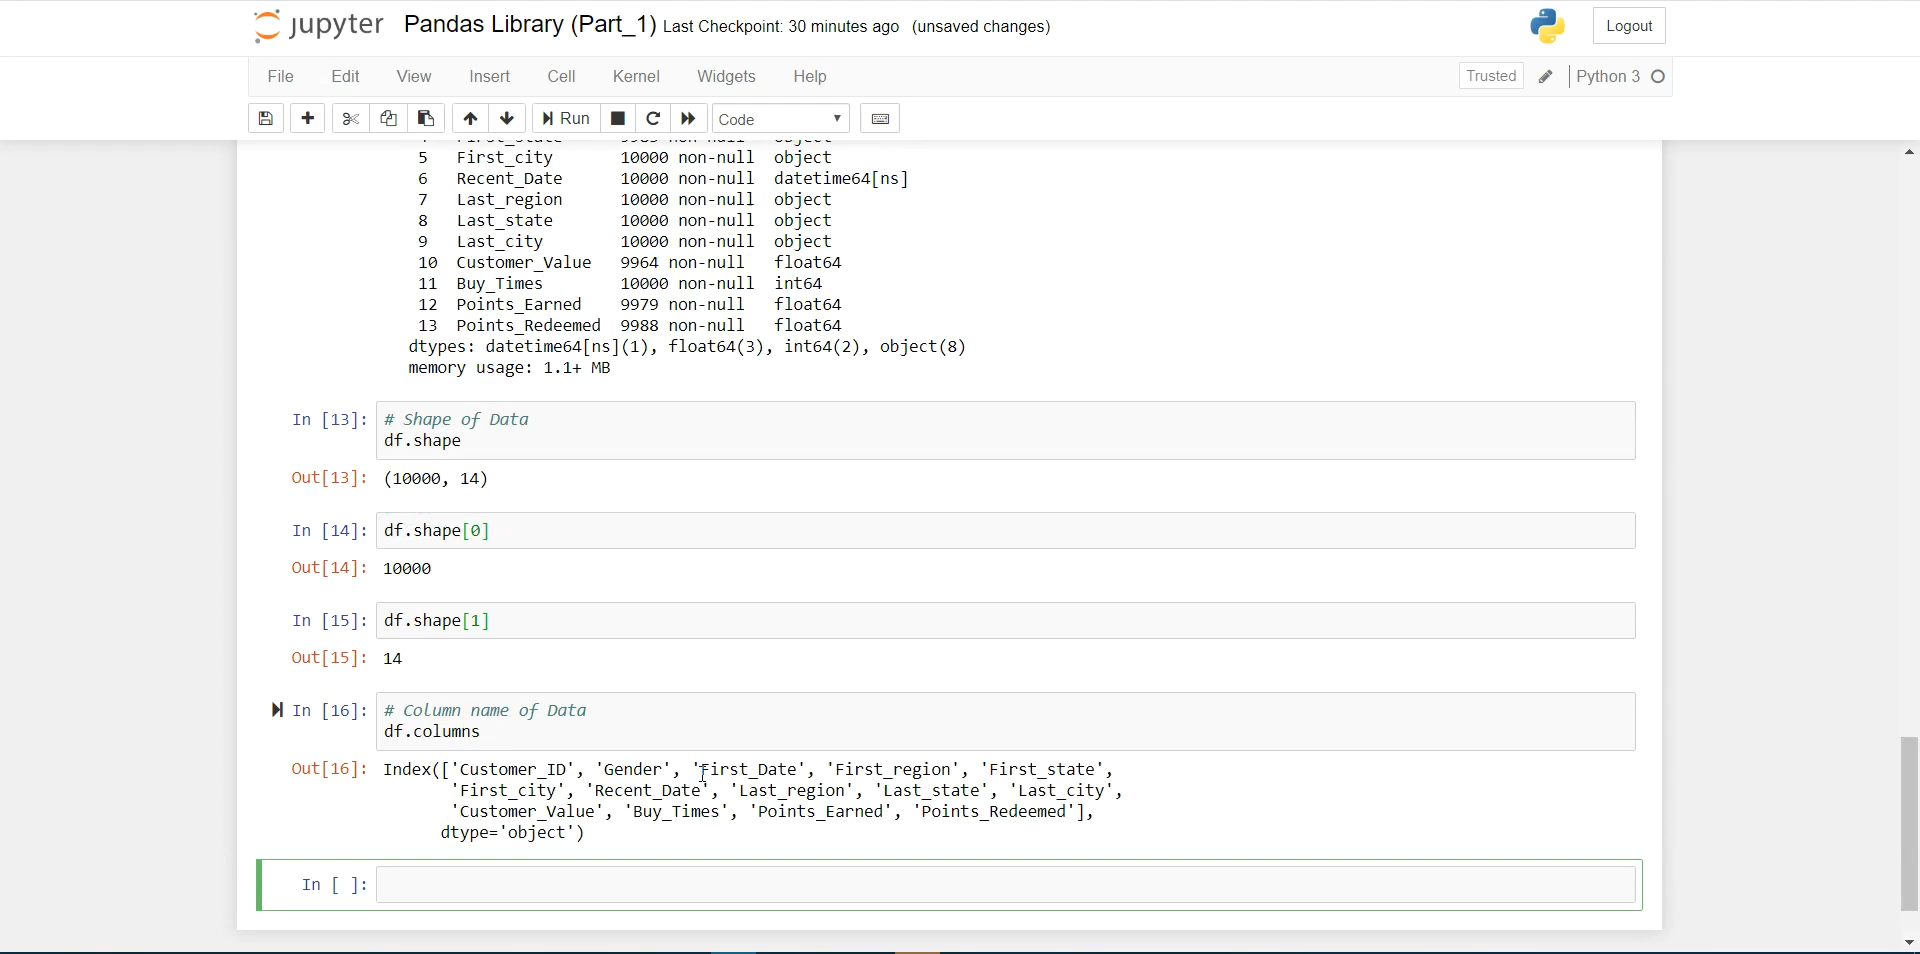 jupyter Pandas Library (Part_1) Last Checkpoint: 30 minutes ago (unsaved changes) Logout
File Edit View Insert Cell Kernel Widgets Help Trusted Python 3
Run Code
5 First_city 10000 non-null object
6 Recent_Date 10000 non-null datetime64[ns]
7 Last_region 10000 non-null object
8 Last_state 10000 non-null object
9 Last_city 10000 non-null object
10 Customer_Value 9964 non-null float64
11 Buy_Times 10000 non-null int64
12 Points_Earned 9979 non-null float64
13 Points_Redeemed 9988 non-null float64
dtypes: datetime64[ns](1), float64(3), int64(2), object(8)
memory usage: 1.1+ MB
In [13]: # Shape of Data
df.shape
Out[13]: (10000, 14)
In [14]: df.shape[0]
Out[14]: 10000
In [15]: df.shape[1]
Out[15]: 14
In [16]: # Column name of Data
df.columns
Out[16]: Index(['Customer_ID', 'Gender', 'First_Date', 'First_region', 'First_state',
'First_city', 'Recent_Date', 'Last_region', 'Last_state', 'Last_city',
'Customer_Value', 'Buy_Times', 'Points_Earned', 'Points_Redeemed'],
dtype='object')
In [ ]: